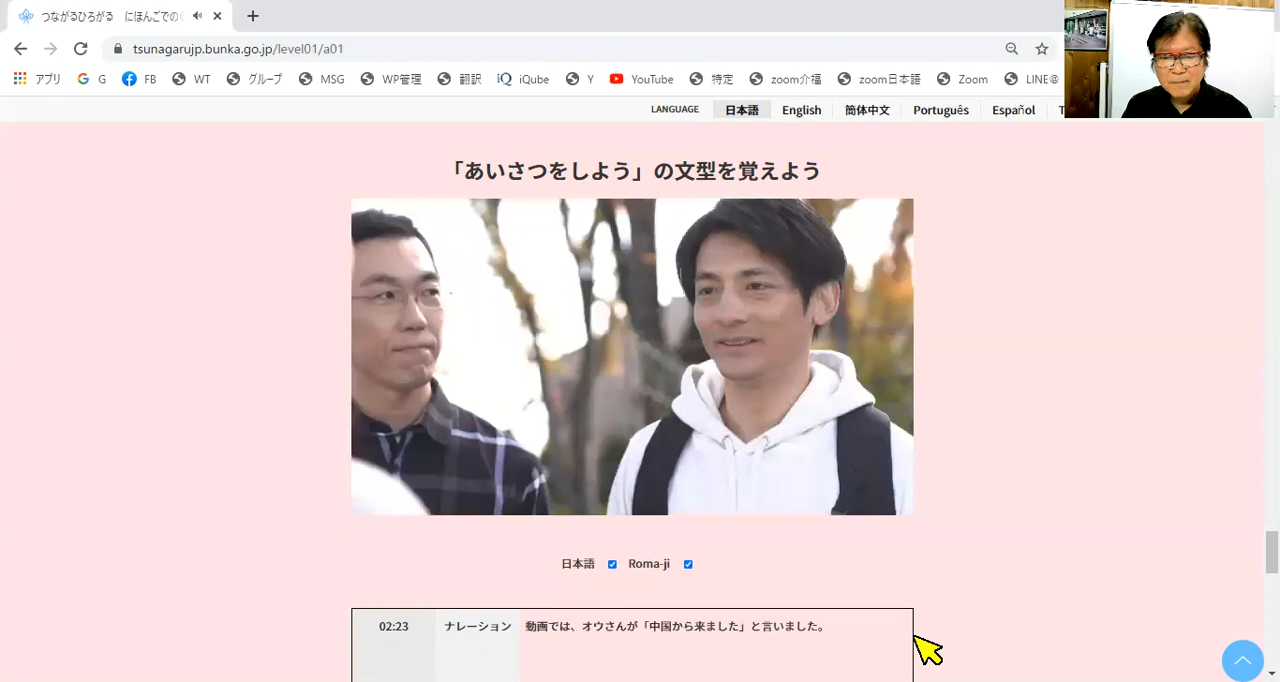 つながるひろがる　にほんごでの
tsunagarujp.bunka.go.jp/level01/a01
アプリ G FB WT グループ MSG WP管理 翻訳 iQube Y YouTube 特定 zoom介福 zoom日本語 Zoom LINE@
LANGUAGE 日本語 English 简体中文 Português Español
「あいさつをしよう」の文型を覚えよう
日本語 Roma-ji
02:23 ナレーション 動画では、オウさんが「中国から来ました」と言いました。